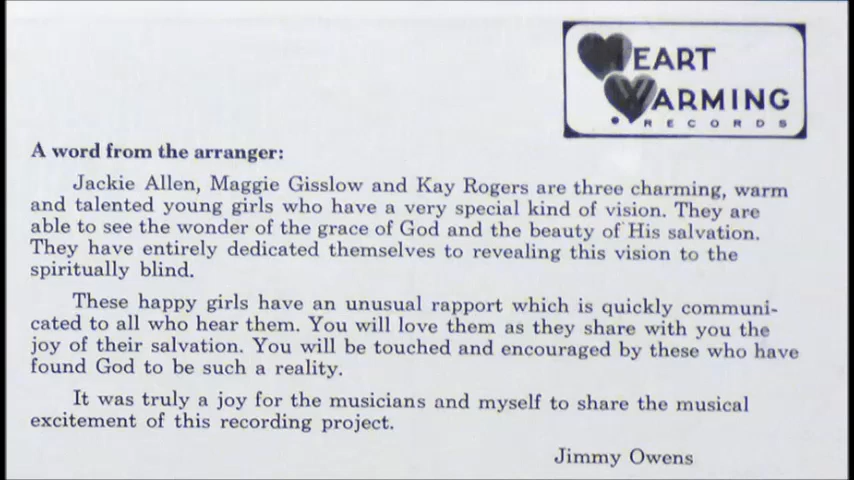 HEART
WARMING
RECORDS
A word from the arranger:
Jackie Allen, Maggie Gisslow and Kay Rogers are three charming, warm
and talented young girls who have a very special kind of vision. They are
able to see the wonder of the grace of God and the beauty of His salvation.
They have entirely dedicated themselves to revealing this vision to the
spiritually blind.
These happy girls have an unusual rapport which is quickly communi-
cated to all who hear them. You will love them as they share with you the
joy of their salvation. You will be touched and encouraged by these who have
found God to be such a reality.
It was truly a joy for the musicians and myself to share the musical
excitement of this recording project.
Jimmy Owens